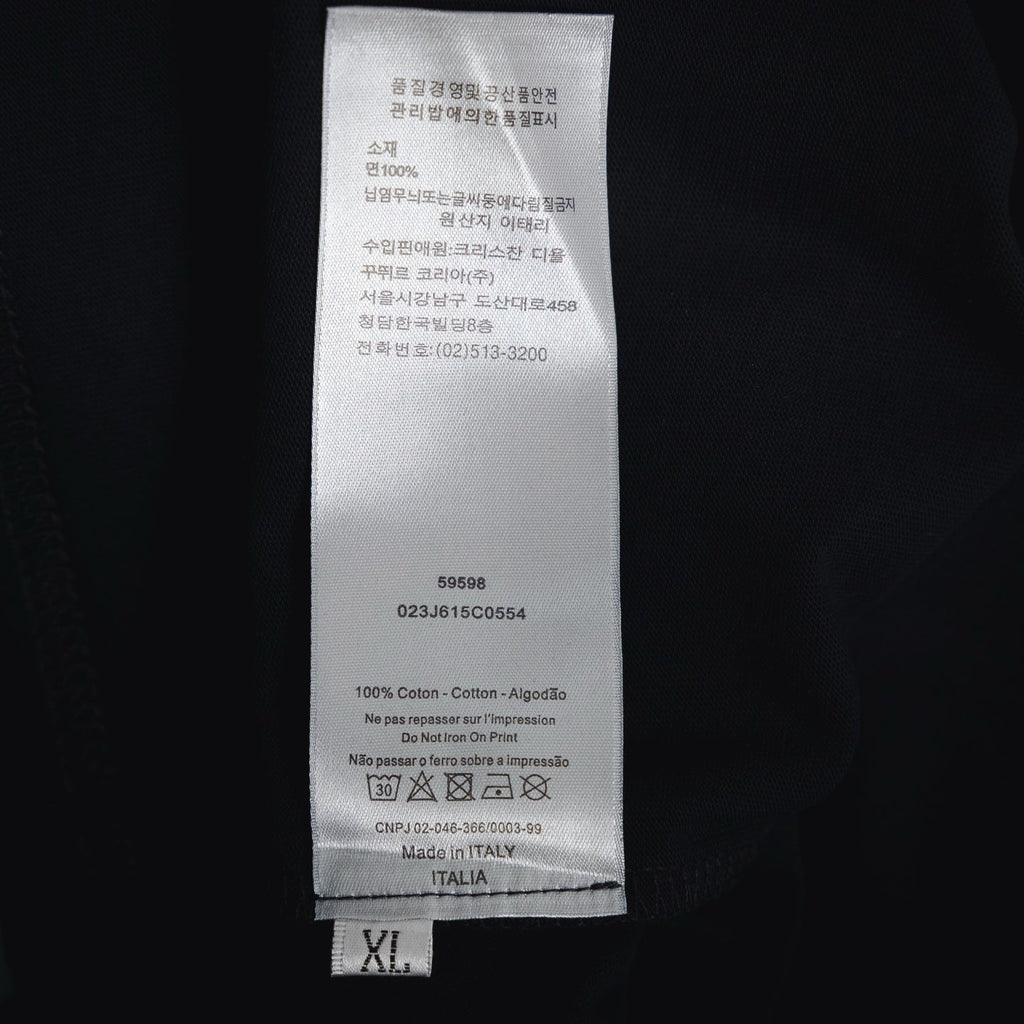 품질경영및공산품안전
관리밥에의한품질표시
소재
면100%
닙염무늬또는글씨둥에다림질금지
원산지 이태리
수입핀애원:크리스찬 디올
꾸뛰르 코리아(주)
서울시강남구 도산대로458
청담한국빌딩8층
전화번호:(02)513-3200
59598
023J615C0554
100% Coton - Cotton - Algodão
Ne pas repasser sur l'impression
Do Not Iron On Print
Não passar o ferro sobre a impressão
30
CNPJ 02-046-366/0003-99
Made in ITALY
ITALIA
XL